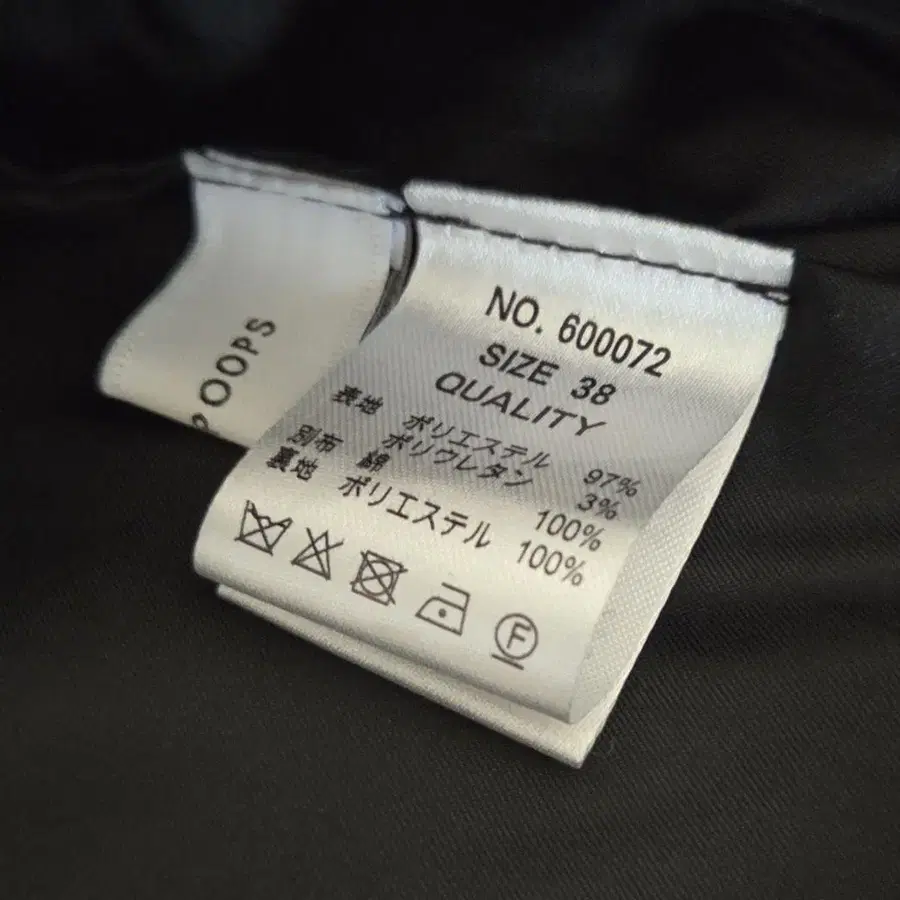 POOPS
NO. 600072
SIZE 38
QUALITY
表地 ポリエステル 97%
ポリウレタン 3%
別布 綿 100%
裏地 ポリエステル 100%
F